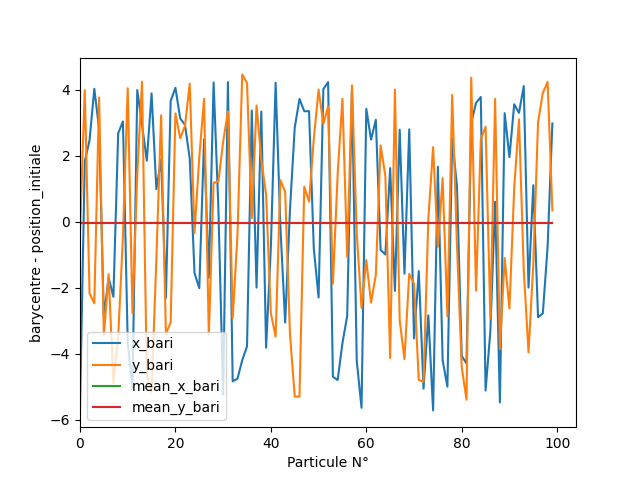 4
2
0
−2
−4
−6
barycentre - position_initiale
x_bari
y_bari
mean_x_bari
mean_y_bari
0 20 40 60 80 100
Particule N°